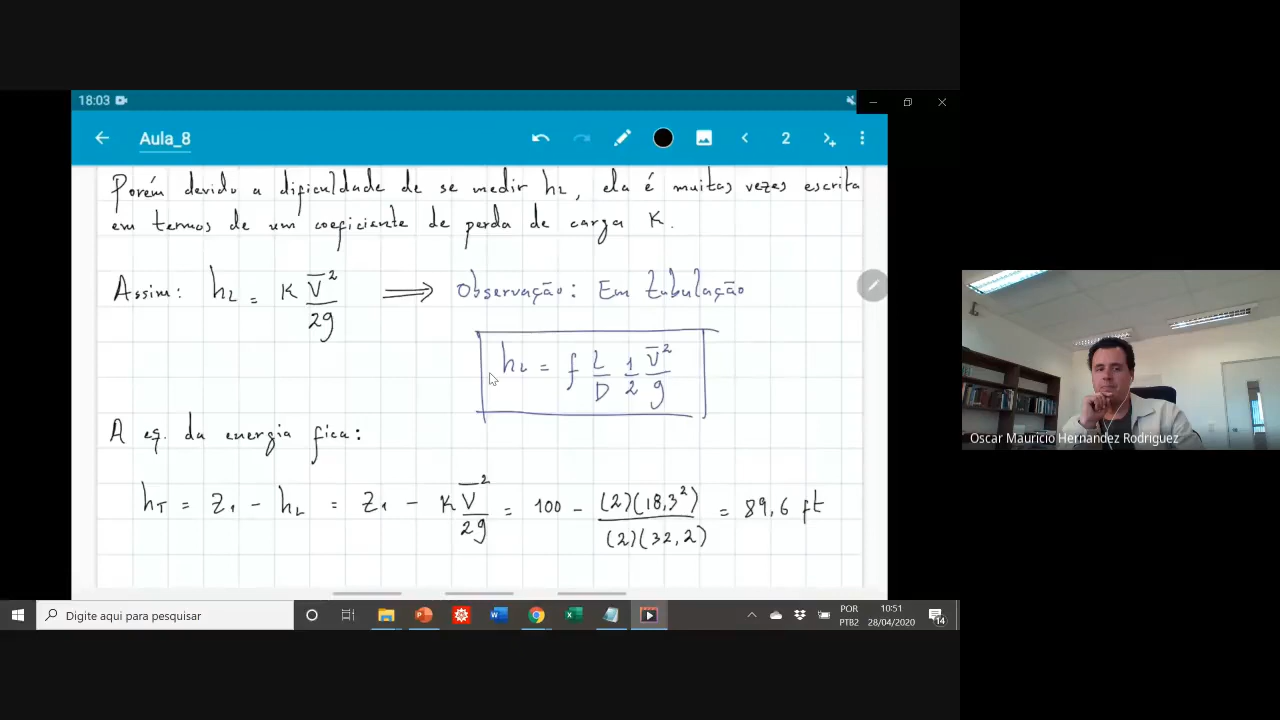 18:03
Aula_8
2
Porém devido a dificuldade de se medir hL, ela é muitas vezes escrita
em termos de um coeficiente de perda de carga K.
Assim: hL = K V̅²/2g ⟹ Observação: Em Tubulação
hL = f L/D 1/2 V̅²/g
A eq. da energia fica:
hT = Z1 - hL = Z1 - K V̅²/2g = 100 - (2)(18,3²)/(2)(32,2) = 89,6 ft
Oscar Mauricio Hernandez Rodriguez
Digite aqui para pesquisar
POR
PTB2
10:51
28/04/2020
14